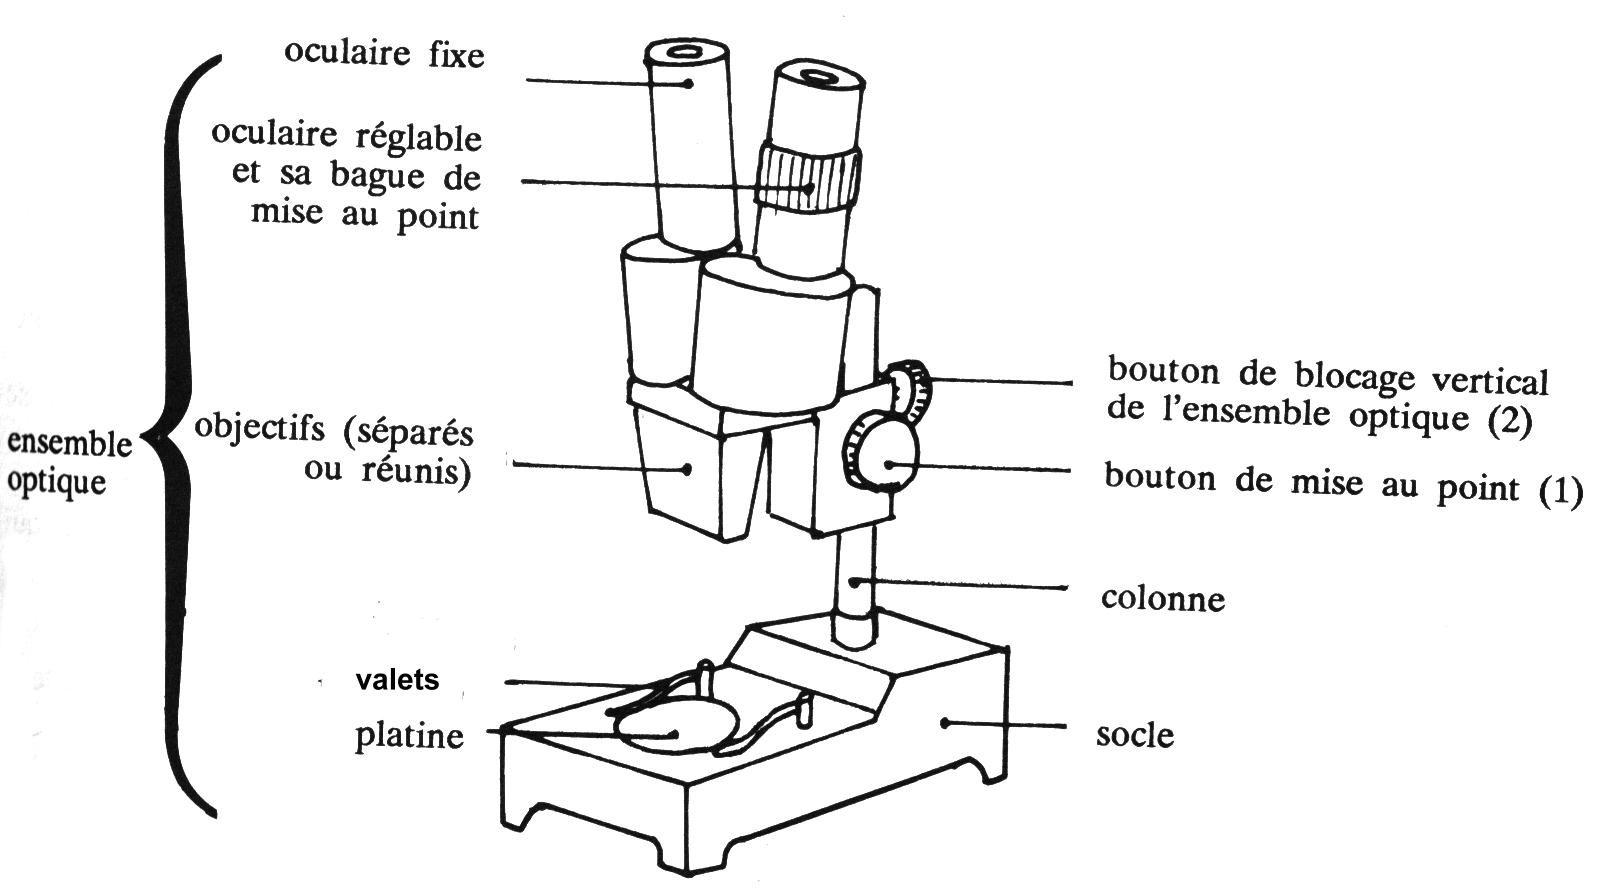 oculaire fixe
oculaire réglable
et sa bague de
mise au point
ensemble
optique
objectifs (séparés
ou réunis)
valets
platine
bouton de blocage vertical
de l'ensemble optique (2)
bouton de mise au point (1)
colonne
socle